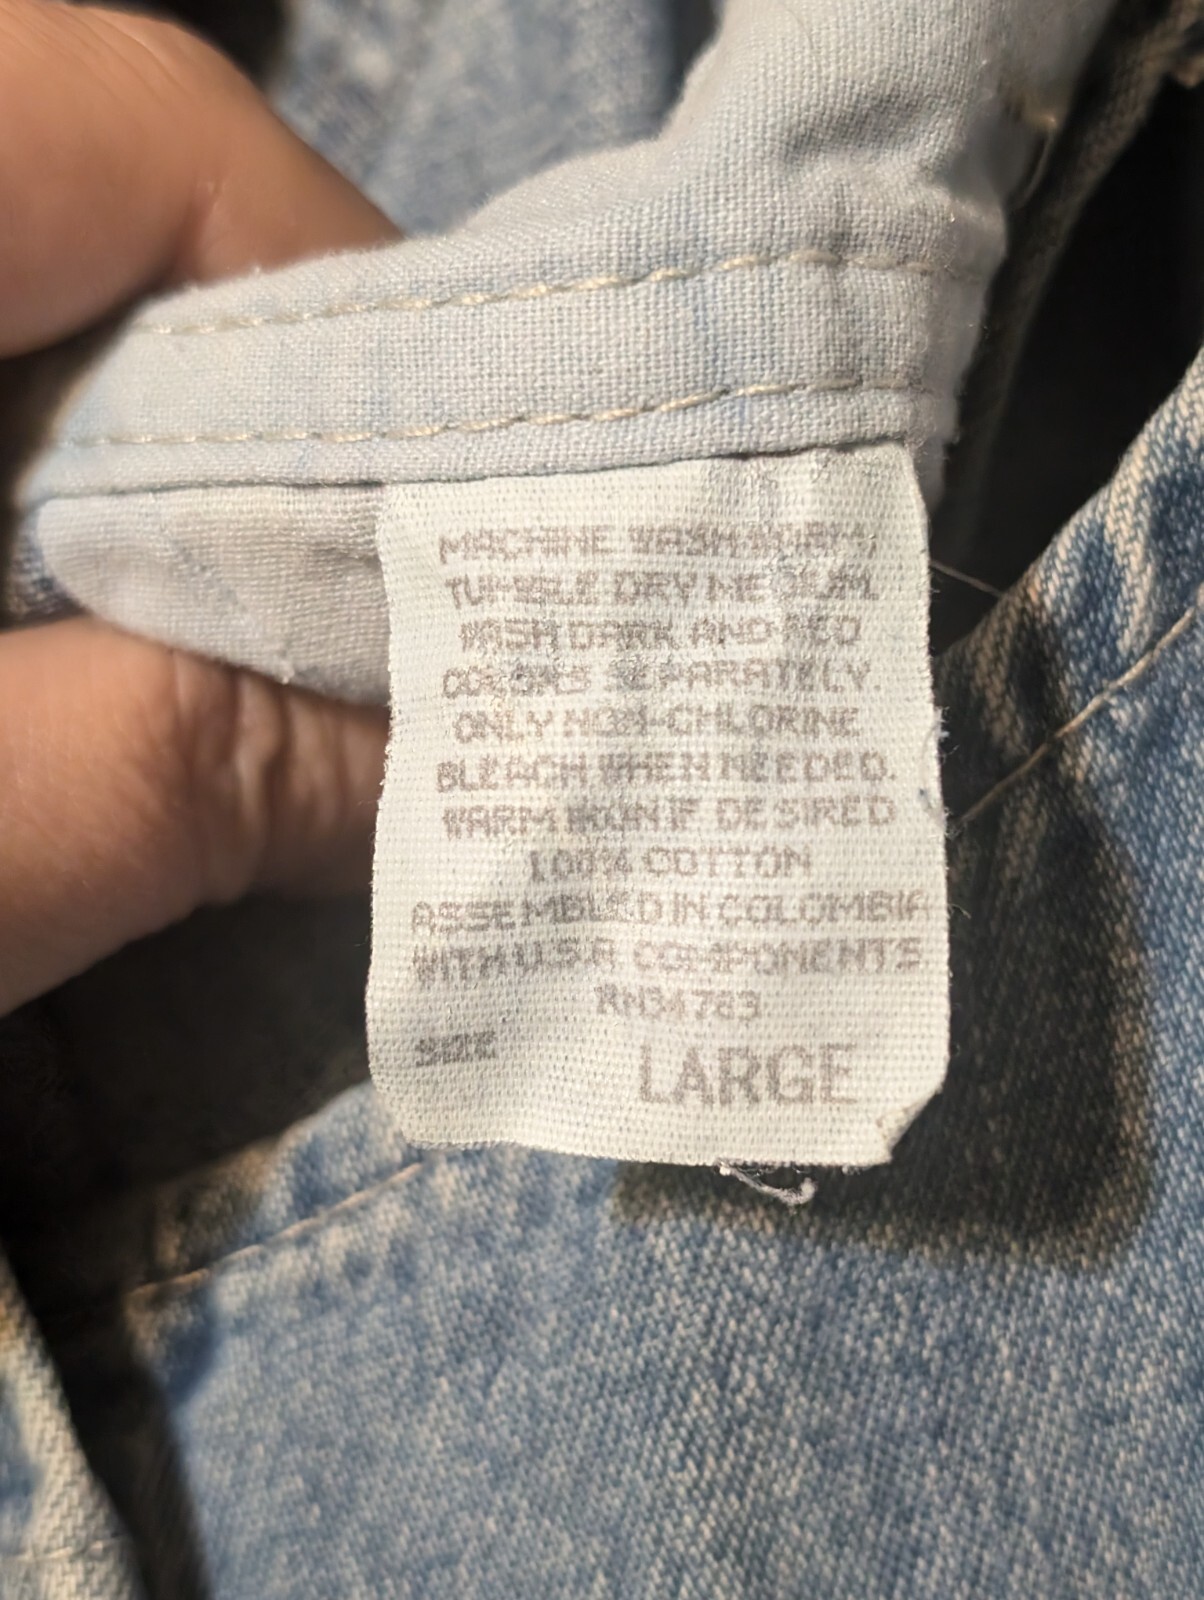 MACHINE WASH WARM,
TUMBLE DRY MEDIUM.
WASH DARK AND RED
COLORS SEPARATELY.
ONLY NON-CHLORINE
BLEACH WHEN NEEDED.
WARM IRON IF DESIRED
100% COTTON
ASSEMBLED IN COLOMBIA
WITH U.S.A COMPONENTS
RN34783
SIZE LARGE